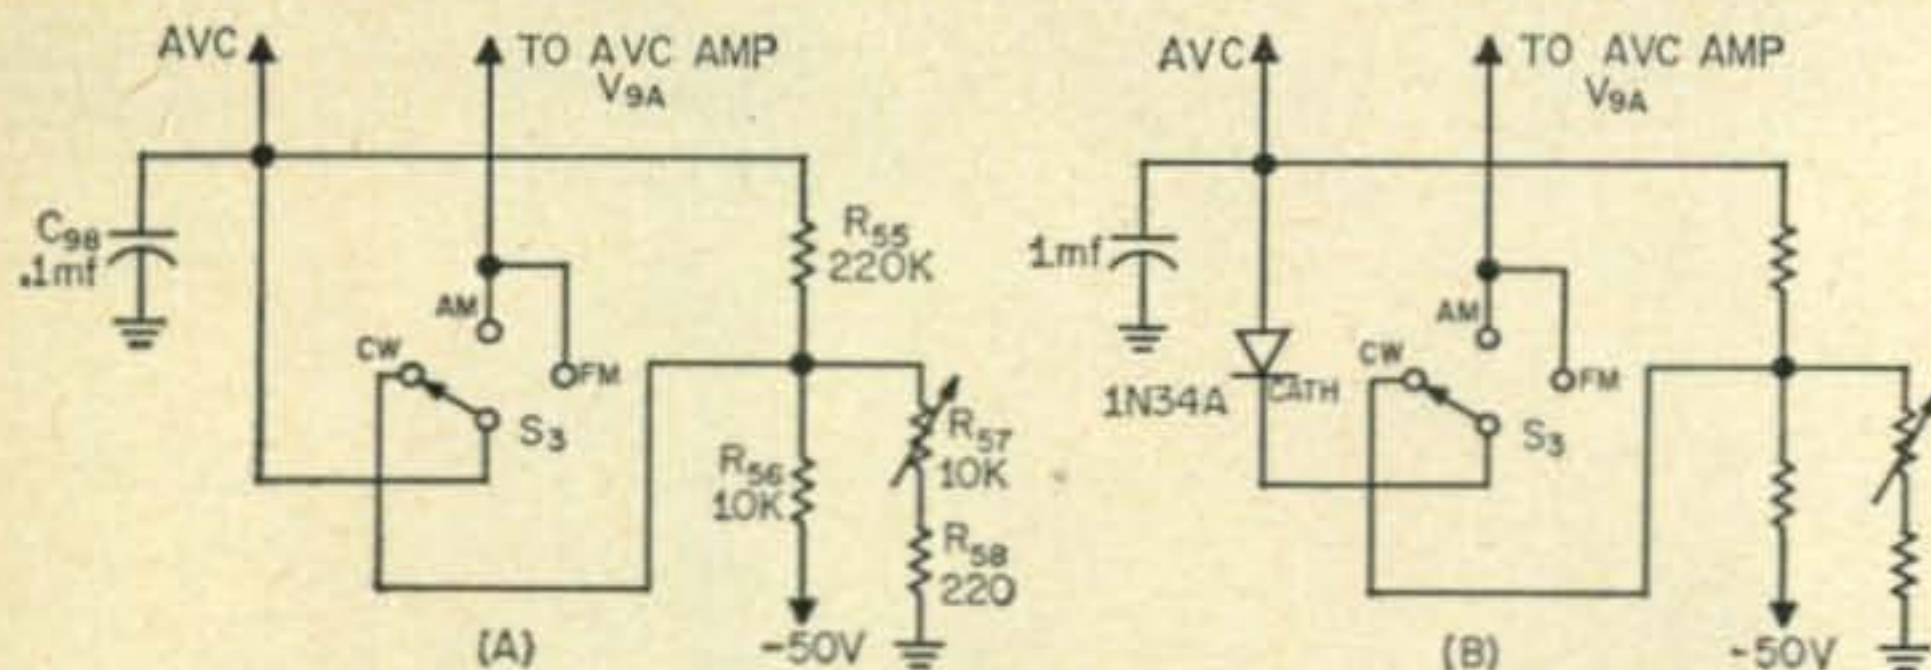 AVC
TO AVC AMP
V9A
C98
.1mf
R55
220K
AM
CW
FM
S3
R56
10K
R57
10K
R58
220
(A)
-50V
AVC
TO AVC AMP
V9A
1mf
AM
CW
FM
1N34A
CATH
S3
(B)
-50V